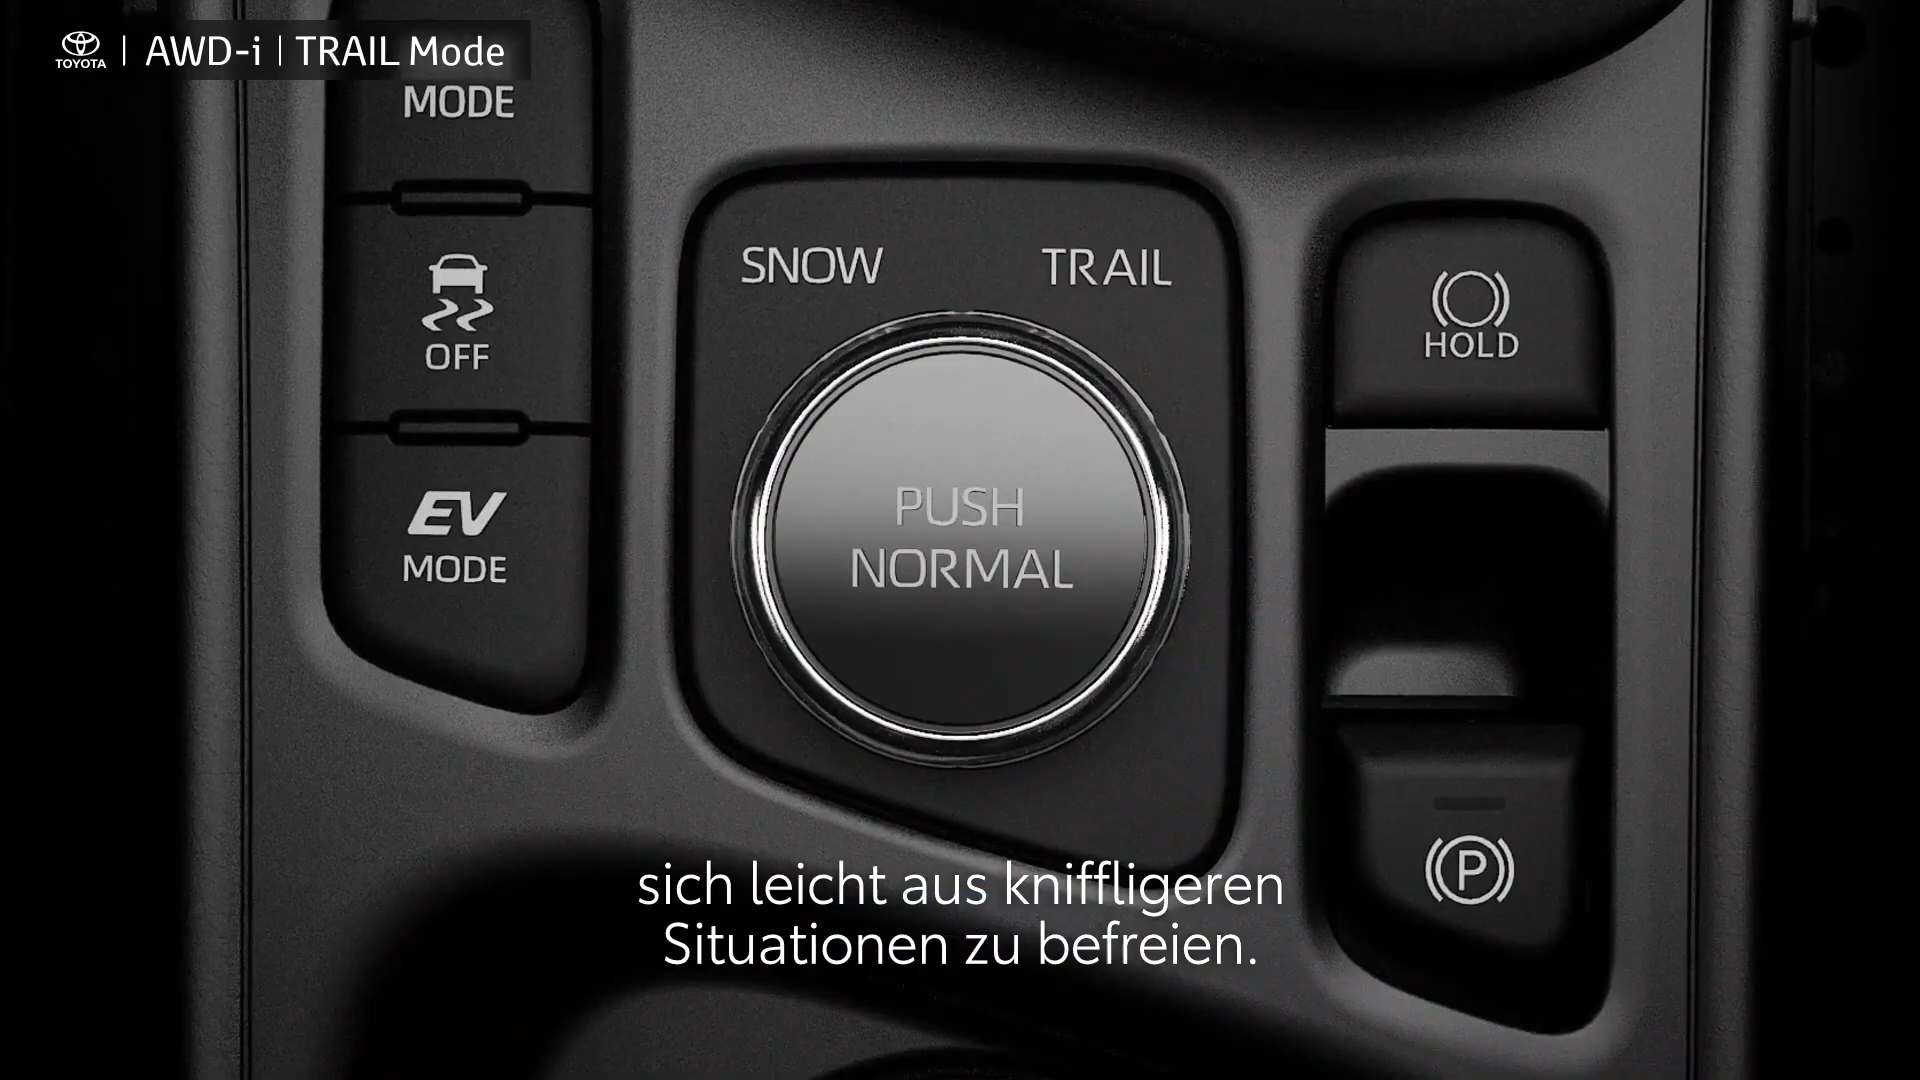 TOYOTA | AWD-i | TRAIL Mode
MODE
OFF
EV
MODE
SNOW
TRAIL
PUSH
NORMAL
HOLD
P
sich leicht aus kniffligeren
Situationen zu befreien.